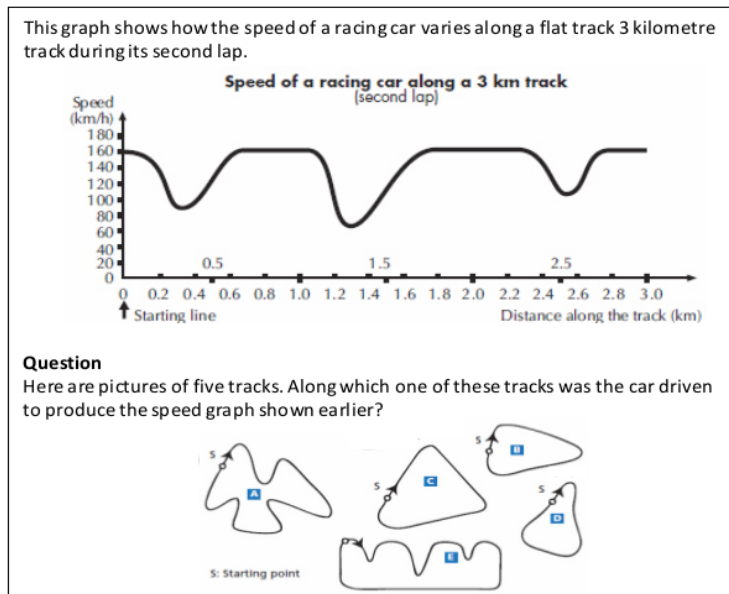 This graph shows how the speed of a racing car varies along a flat track 3 kilometre
track during its second lap.
Speed of a racing car along a 3 km track
(second lap)
Speed
(km/h)
180
160
140
120
100
80
60
40
20
0
0.5 1.5 2.5
0 0.2 0.4 0.6 0.8 1.0 1.2 1.4 1.6 1.8 2.0 2.2 2.4 2.6 2.8 3.0
Starting line
Distance along the track (km)
Question
Here are pictures of five tracks. Along which one of these tracks was the car driven
to produce the speed graph shown earlier?
S
A
S
C
S
B
S
D
E
S: Starting point